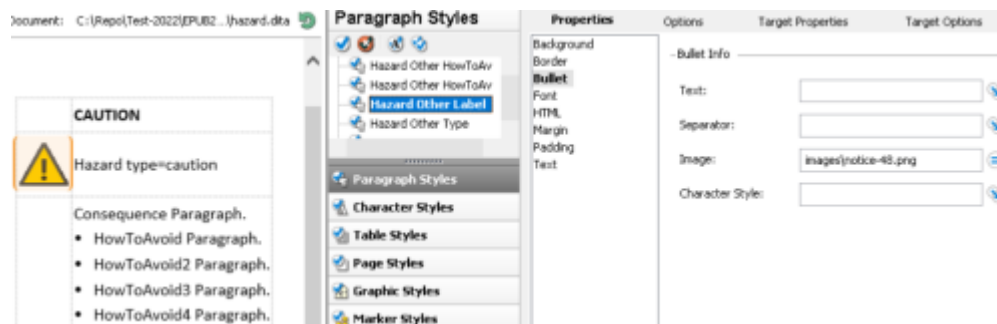 Document: C:\Repo\Test-2022\EPUB2...\hazard.dita
CAUTION
Hazard type=caution
Consequence Paragraph.
• HowToAvoid Paragraph.
• HowToAvoid2 Paragraph.
• HowToAvoid3 Paragraph.
• HowToAvoid4 Paragraph.
Paragraph Styles
Hazard Other HowToAv
Hazard Other HowToAv
Hazard Other Label
Hazard Other Type
Paragraph Styles
Character Styles
Table Styles
Page Styles
Graphic Styles
Marker Styles
Properties
Options
Target Properties
Target Options
Background
Border
Bullet
Font
HTML
Margin
Padding
Text
Bullet Info
Text:
Separator:
Image: images\notice-48.png
Character Style: